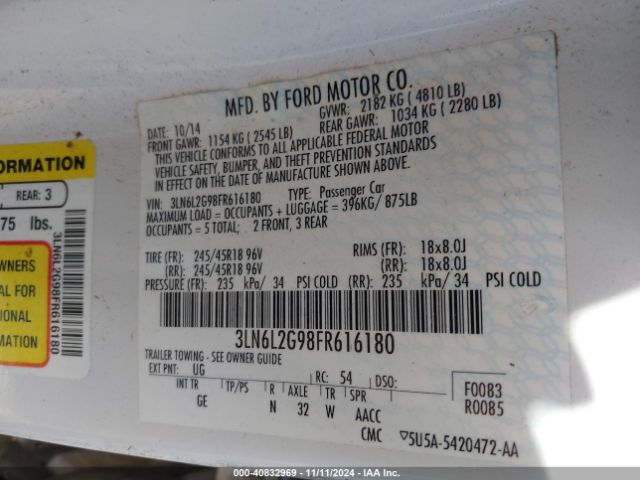 MFD. BY FORD MOTOR CO.
DATE: 10/14
GVWR: 2182 KG ( 4810 LB)
FRONT GAWR: 1154 KG ( 2545 LB)
REAR GAWR: 1034 KG ( 2280 LB)
THIS VEHICLE CONFORMS TO ALL APPLICABLE FEDERAL MOTOR
VEHICLE SAFETY, BUMPER, AND THEFT PREVENTION STANDARDS
IN EFFECT ON THE DATE OF MANUFACTURE SHOWN ABOVE.
VIN: 3LN6L2G98FR616180 TYPE: Passenger Car
MAXIMUM LOAD = OCCUPANTS + LUGGAGE = 396KG/ 875LB
OCCUPANTS = 5 TOTAL; 2 FRONT, 3 REAR
TIRE (FR): 245/45R18 96V RIMS (FR): 18x8.0J
(RR): 245/45R18 96V (RR): 18x8.0J
PRESSURE (FR): 235 kPa/ 34 PSI COLD (RR): 235 kPa/ 34 PSI COLD
3LN6L2G98FR616180
TRAILER TOWING - SEE OWNER GUIDE
EXT PNT: UG RC: 54 DSO:
INT TR TP/PS R AXLE TR SPR
GE N 32 W AACC
F0083
R0085
CMC 5U5A-5420472-AA
FORMATION
REAR: 3
75 lbs.
3LN6L2G98FR616180
WNERS
AL FOR
TIONAL
MATION
000-40832969 - 11/11/2024 - IAA Inc.